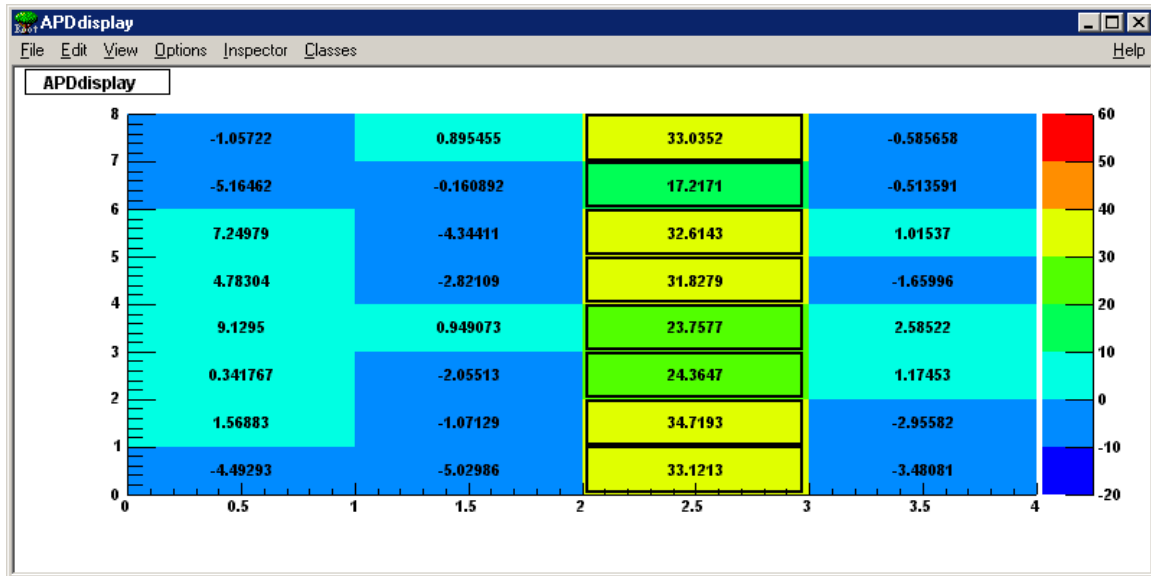 APDdisplay
File Edit View Options Inspector Classes Help
APDdisplay
8 -1.05722 0.895455 33.0352 -0.585658 60
7 -5.16462 -0.160892 17.2171 -0.513591 50
6 7.24979 -4.34411 32.6143 1.01537 40
5 4.78304 -2.82109 31.8279 -1.65996 30
4 9.1295 0.949073 23.7577 2.58522 20
3 0.341767 -2.05513 24.3647 1.17453 10
2 1.56883 -1.07129 34.7193 -2.95582 0
1 -4.49293 -5.02986 33.1213 -3.48081 -10
0 -20
0 0.5 1 1.5 2 2.5 3 3.5 4